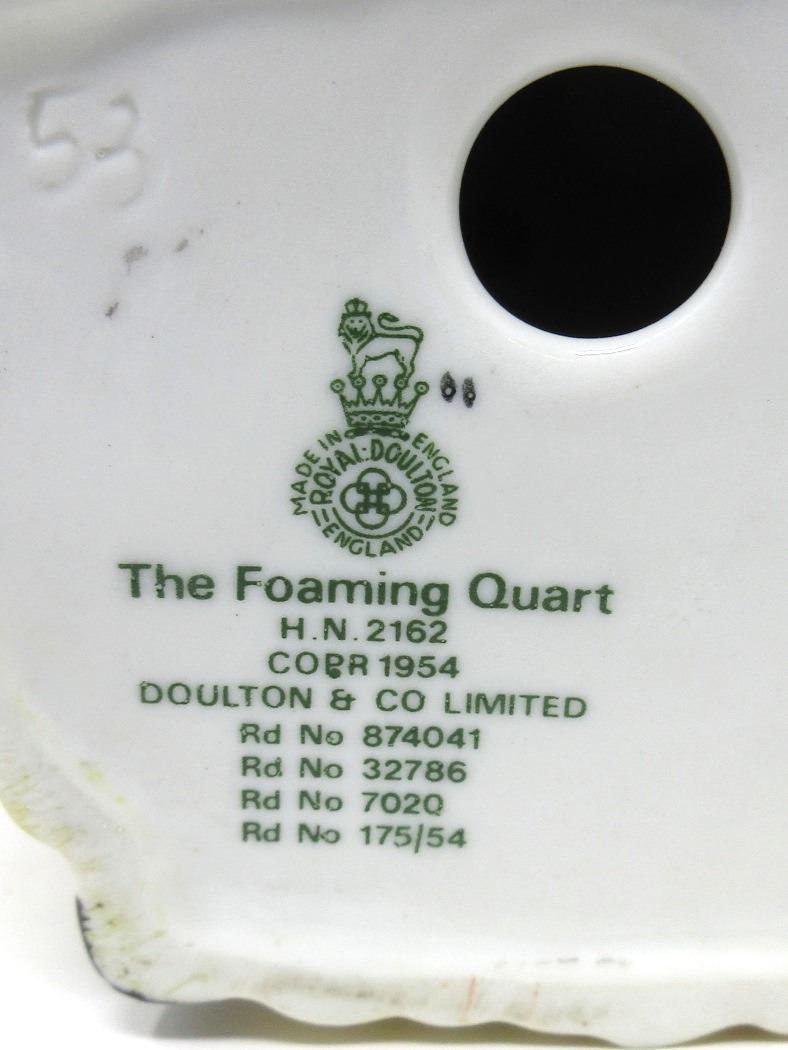 53
MADE IN ENGLAND
ROYAL DOULTON
ENGLAND
The Foaming Quart
H.N. 2162
COPR 1954
DOULTON & CO LIMITED
Rd No 874041
Rd No 32786
Rd No 7020
Rd No 175/54